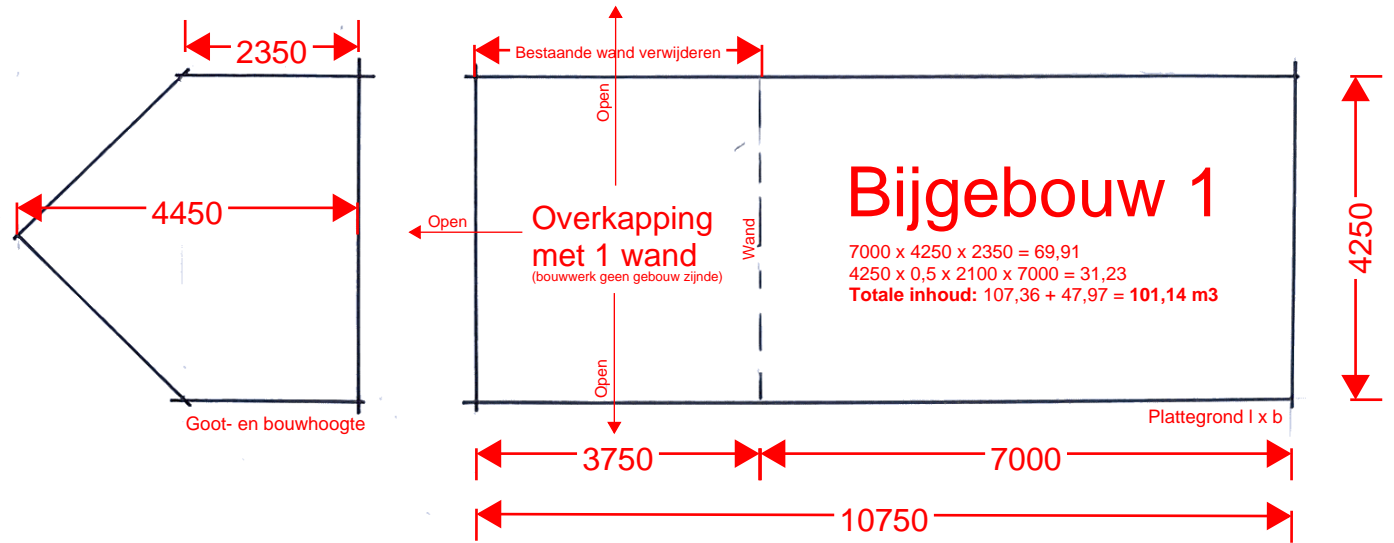 2350
4450
Goot- en bouwhoogte
Bestaande wand verwijderen
Open
Open
Overkapping
met 1 wand
(bouwwerk geen gebouw zijnde)
Open
Wand
Bijgebouw 1
7000 x 4250 x 2350 = 69,91
4250 x 0,5 x 2100 x 7000 = 31,23
Totale inhoud: 107,36 + 47,97 = 101,14 m3
4250
Plattegrond l x b
3750
7000
10750